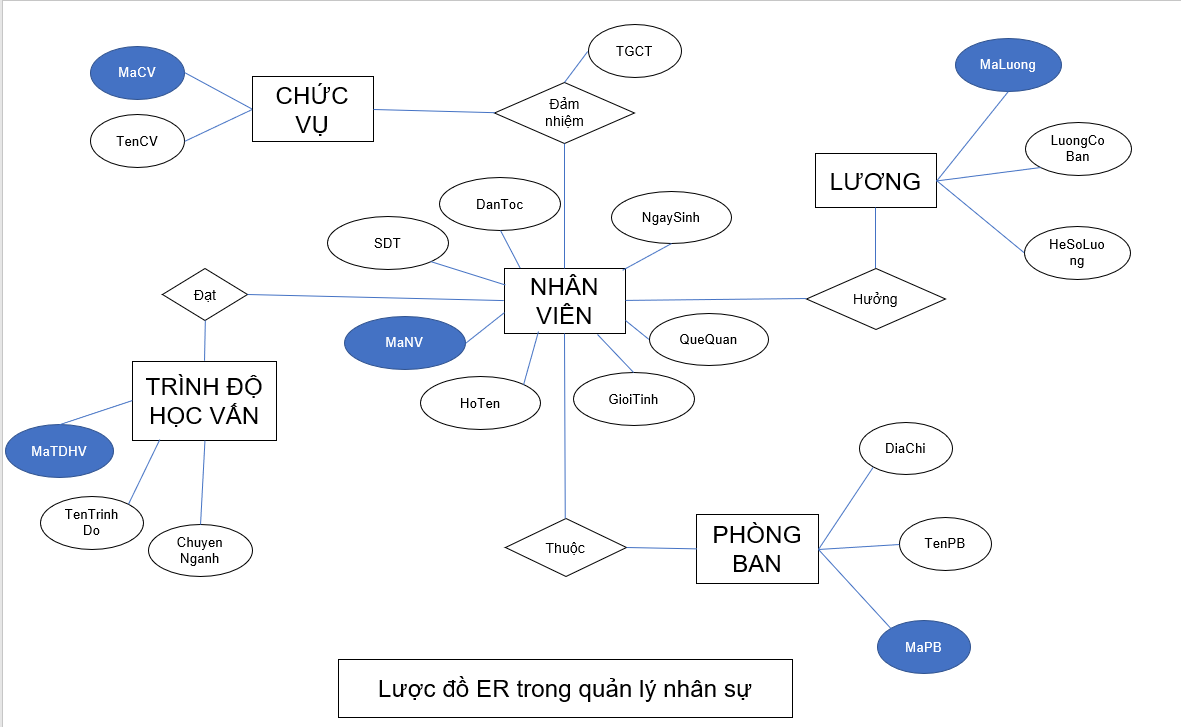 TGCT
MaCV
CHỨC
VỤ
Đảm
nhiệm
TenCV
MaLuong
LuongCo
Ban
LƯƠNG
HeSoLuo
ng
DanToc
NgaySinh
SDT
NHÂN
VIÊN
Đạt
Hưởng
MaNV
QueQuan
HoTen
GioiTinh
TRÌNH ĐỘ
HỌC VẤN
MaTDHV
TenTrinh
Do
Chuyen
Nganh
DiaChi
Thuộc
PHÒNG
BAN
TenPB
MaPB
Lược đồ ER trong quản lý nhân sự